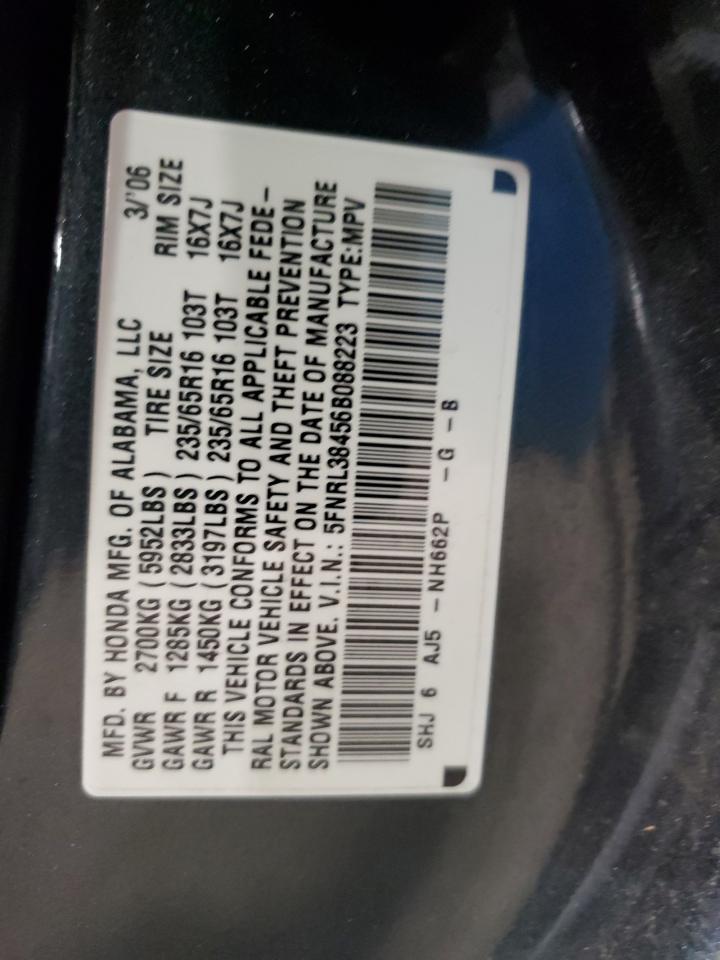 MFD. BY HONDA MFG. OF ALABAMA, LLC 3/'06
GVWR 2700KG (5952LBS) TIRE SIZE RIM SIZE
GAWR F 1285KG (2833LBS) 235/65R16 103T 16X7J
GAWR R 1450KG (3197LBS) 235/65R16 103T 16X7J
THIS VEHICLE CONFORMS TO ALL APPLICABLE FEDE-
RAL MOTOR VEHICLE SAFETY AND THEFT PREVENTION
STANDARDS IN EFFECT ON THE DATE OF MANUFACTURE
SHOWN ABOVE. V.I.N.: 5FNRL38456B088223 TYPE:MPV
SHJ 6 AJ5 -NH662P -G -B